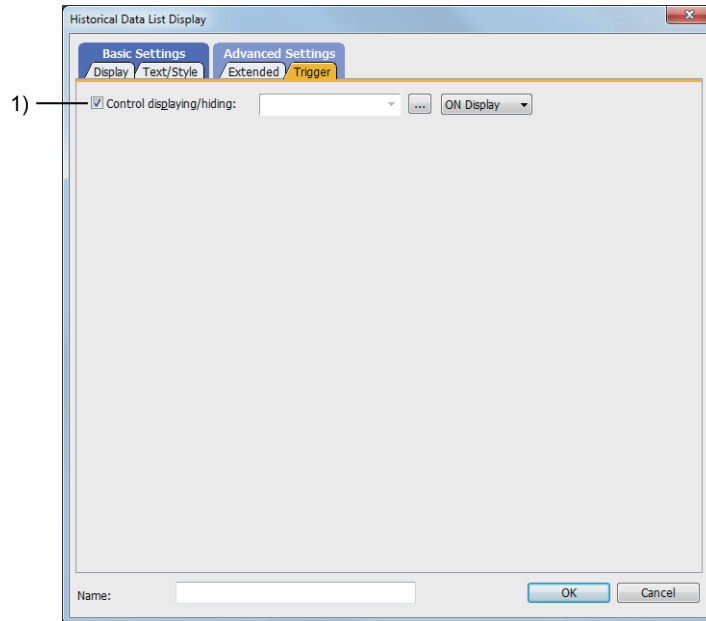 Historical Data List Display
x
Basic Settings Advanced Settings
Display Text/Style Extended Trigger
1) Control displaying/hiding: ... ON Display
Name: OK Cancel